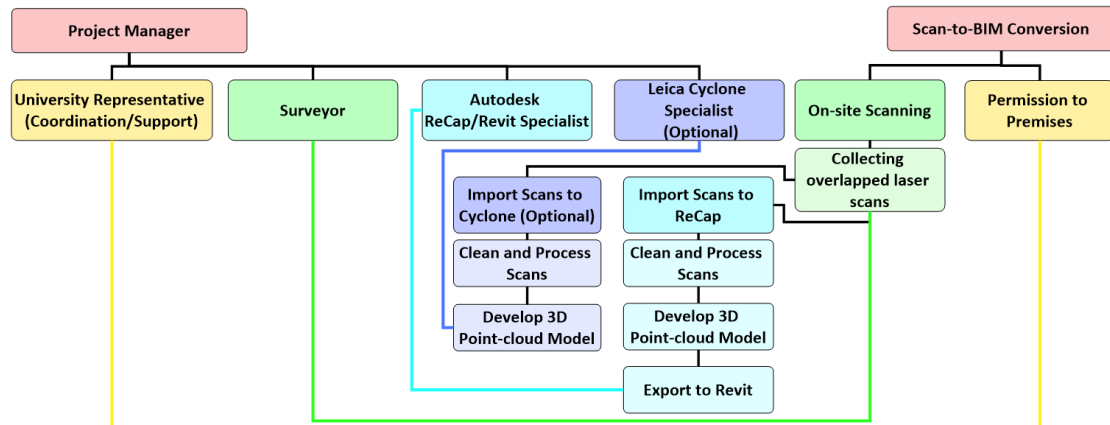 Project Manager
Scan-to-BIM Conversion
University Representative
(Coordination/Support)
Surveyor
Autodesk
ReCap/Revit Specialist
Leica Cyclone
Specialist
(Optional)
On-site Scanning
Permission to
Premises
Collecting
overlapped laser
scans
Import Scans to
Cyclone (Optional)
Import Scans to
ReCap
Clean and Process
Scans
Clean and Process
Scans
Develop 3D
Point-cloud Model
Develop 3D
Point-cloud Model
Export to Revit